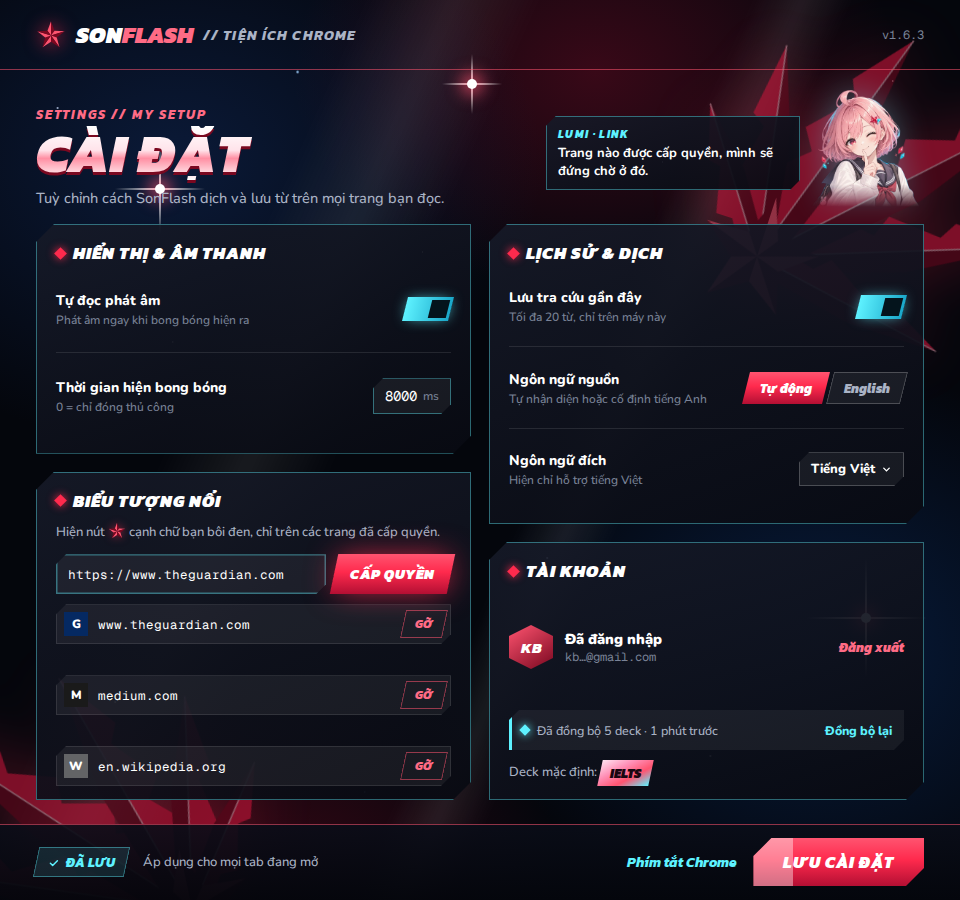 SONFLASH // TIỆN ÍCH CHROME
v1.6.3
SETTINGS // MY SETUP
CÀI ĐẶT
Tuỳ chỉnh cách SonFlash dịch và lưu từ trên mọi trang bạn đọc.
LUMI · LINK
Trang nào được cấp quyền, mình sẽ
đứng chờ ở đó.
HIỂN THỊ & ÂM THANH
Tự đọc phát âm
Phát âm ngay khi bong bóng hiện ra
Thời gian hiện bong bóng
0 = chỉ đóng thủ công
8000 ms
BIỂU TƯỢNG NỔI
Hiện nút cạnh chữ bạn bôi đen, chỉ trên các trang đã cấp quyền.
https://www.theguardian.com
CẤP QUYỀN
G www.theguardian.com GỠ
M medium.com GỠ
W en.wikipedia.org GỠ
LỊCH SỬ & DỊCH
Lưu tra cứu gần đây
Tối đa 20 từ, chỉ trên máy này
Ngôn ngữ nguồn
Tự nhận diện hoặc cố định tiếng Anh
Tự động English
Ngôn ngữ đích
Hiện chỉ hỗ trợ tiếng Việt
Tiếng Việt
TÀI KHOẢN
KB
Đã đăng nhập
kb…@gmail.com
Đăng xuất
Đã đồng bộ 5 deck · 1 phút trước
Đồng bộ lại
Deck mặc định: IELTS
✓ ĐÃ LƯU
Áp dụng cho mọi tab đang mở
Phím tắt Chrome
LƯU CÀI ĐẶT